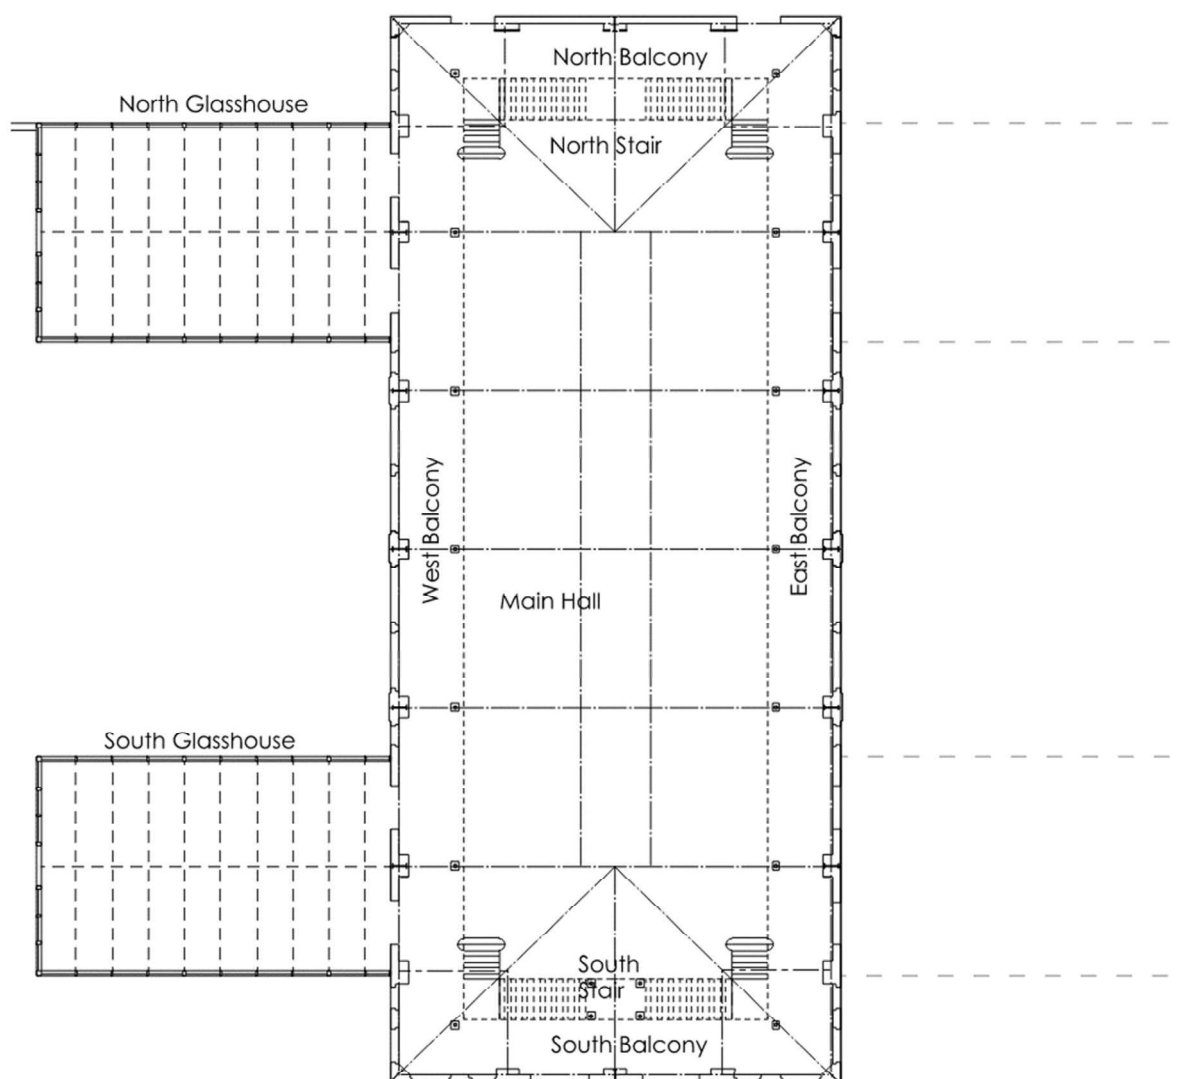 North Balcony
North Glasshouse
North Stair
West Balcony
East Balcony
Main Hall
South Glasshouse
South
Stair
South Balcony